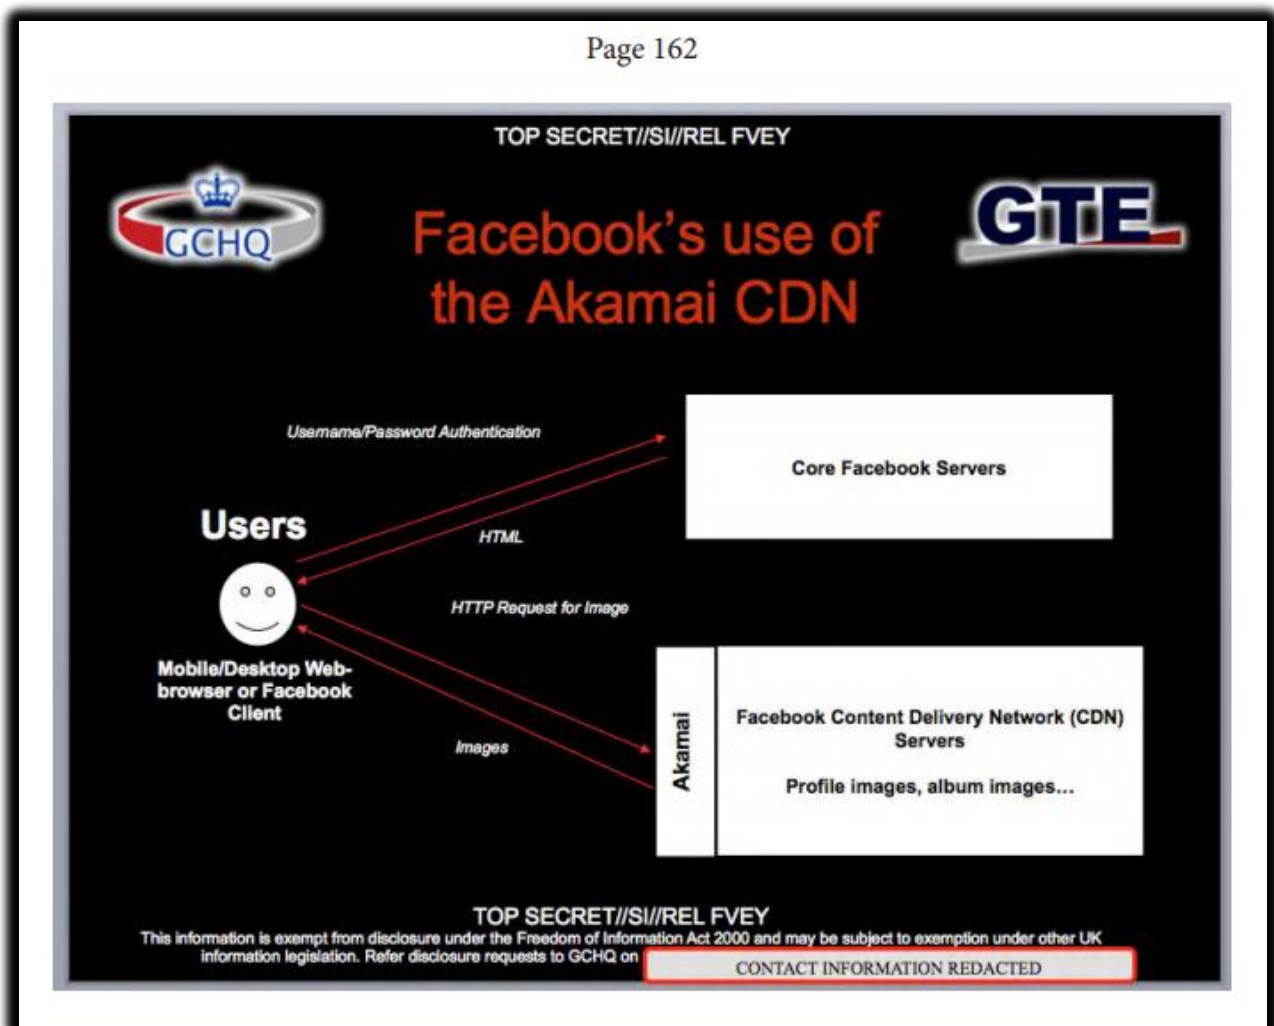 Page 162
TOP SECRET//SI//REL FVEY
GCHQ
GTE
Facebook's use of
the Akamai CDN
Username/Password Authentication
Core Facebook Servers
Users
HTML
HTTP Request for Image
Mobile/Desktop Web-
browser or Facebook
Client
Images
Akamai
Facebook Content Delivery Network (CDN)
Servers
Profile images, album images…
TOP SECRET//SI//REL FVEY
This information is exempt from disclosure under the Freedom of Information Act 2000 and may be subject to exemption under other UK
information legislation. Refer disclosure requests to GCHQ on
CONTACT INFORMATION REDACTED